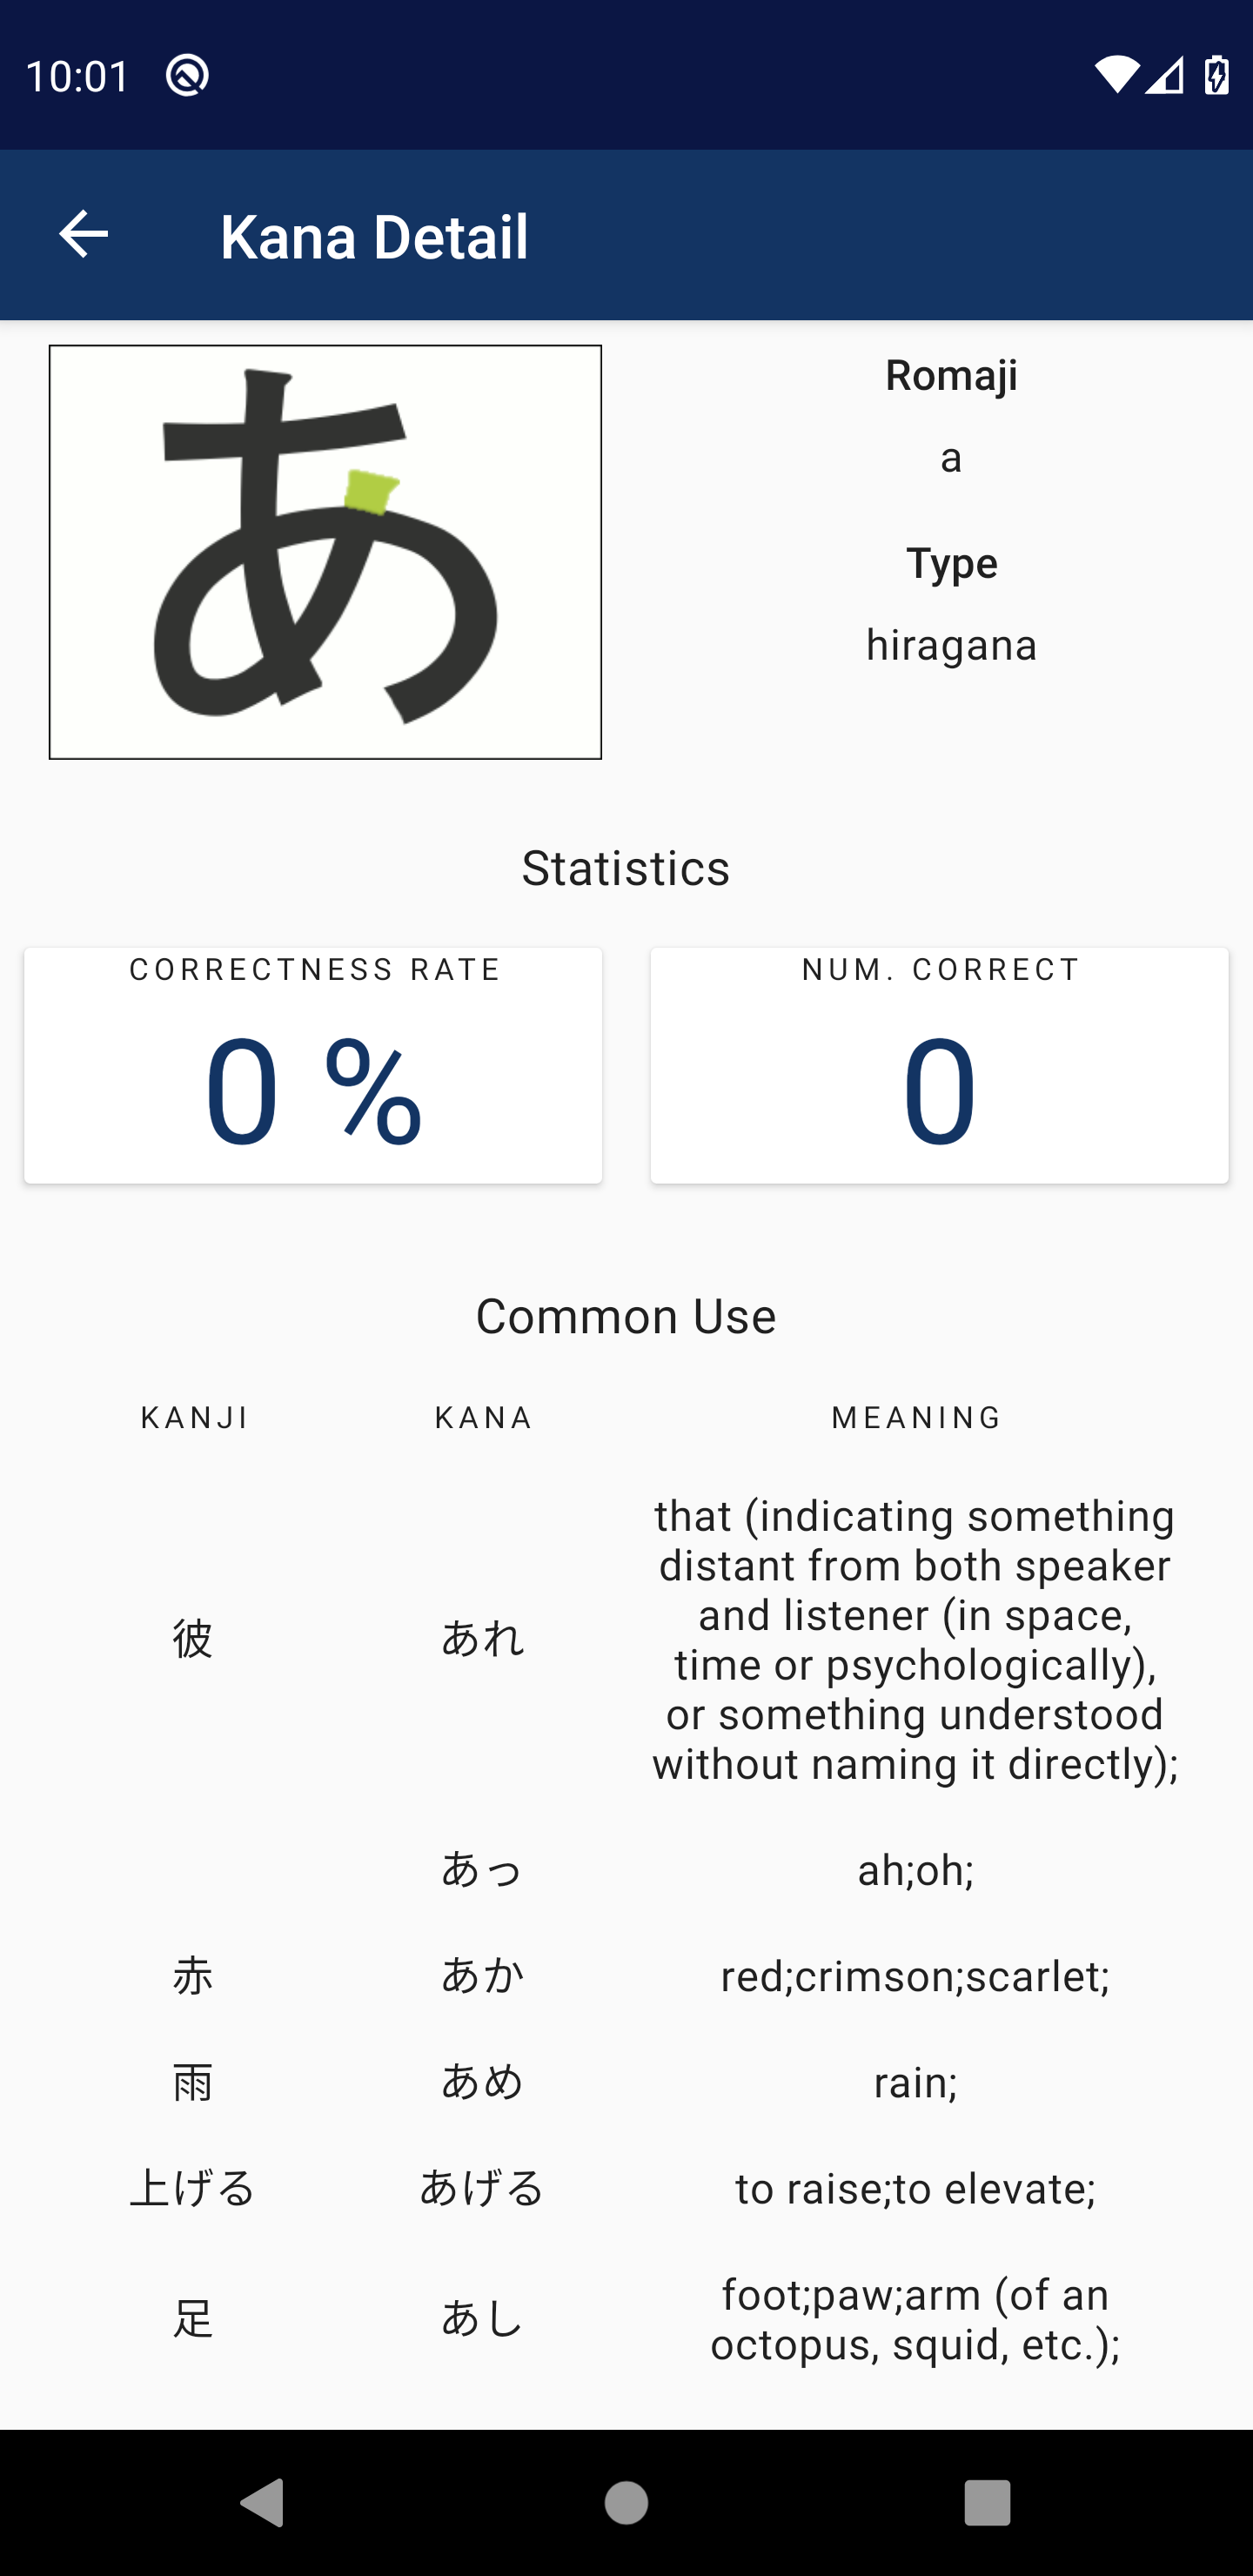 10:01
Kana Detail
あ
Romaji
a
Type
hiragana
Statistics
CORRECTNESS RATE
0 %
NUM. CORRECT
0
Common Use
KANJI KANA MEANING
彼 あれ that (indicating something
distant from both speaker
and listener (in space,
time or psychologically),
or something understood
without naming it directly);
あっ ah;oh;
赤 あか red;crimson;scarlet;
雨 あめ rain;
上げる あげる to raise;to elevate;
足 あし foot;paw;arm (of an
octopus, squid, etc.);